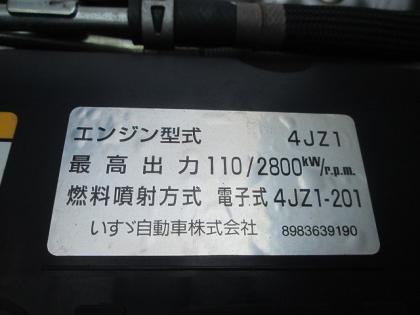 エンジン型式 4JZ1
最高出力 110/2800kW/r.p.m.
燃料噴射方式 電子式 4JZ1-201
いすゞ自動車株式会社 8983639190